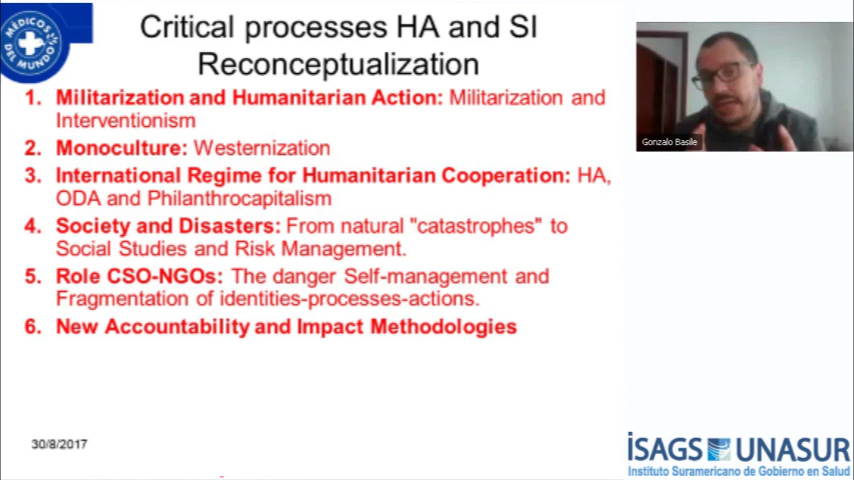 MÉDICOS
DEL MUNDO
Critical processes HA and SI
Reconceptualization
1. Militarization and Humanitarian Action: Militarization and
Interventionism
2. Monoculture: Westernization
3. International Regime for Humanitarian Cooperation: HA,
ODA and Philanthrocapitalism
4. Society and Disasters: From natural "catastrophes" to
Social Studies and Risk Management.
5. Role CSO-NGOs: The danger Self-management and
Fragmentation of identities-processes-actions.
6. New Accountability and Impact Methodologies
30/8/2017
Gonzalo Basile
iSAGS UNASUR
Instituto Suramericano de Gobierno en Salud